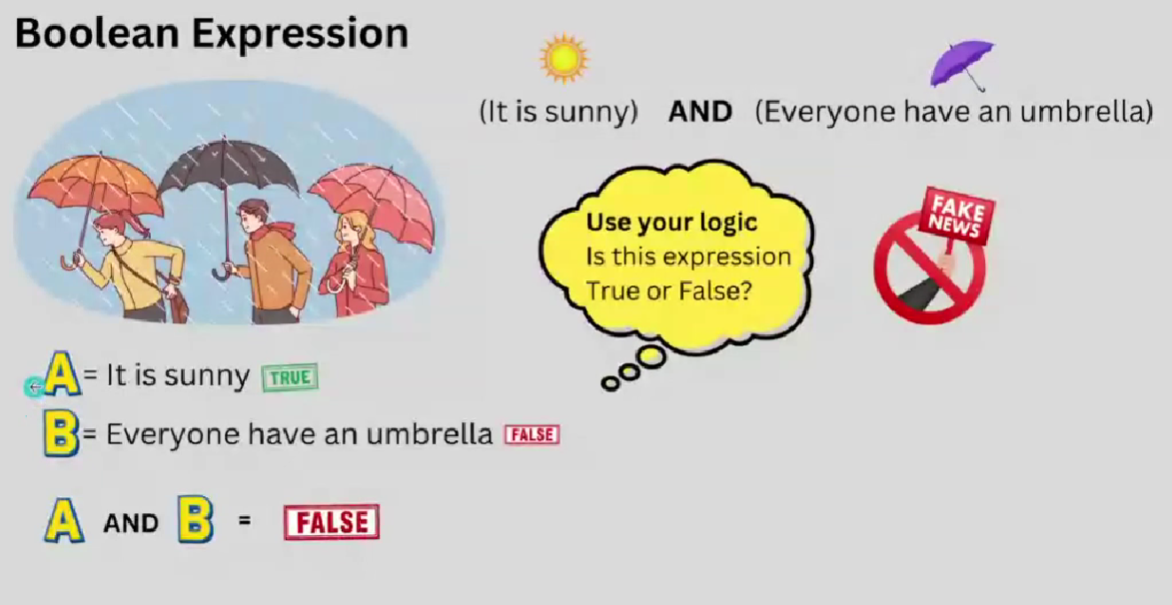 Boolean Expression
(It is sunny) AND (Everyone have an umbrella)
Use your logic
Is this expression
True or False?
FAKE
NEWS
A = It is sunny TRUE
B = Everyone have an umbrella FALSE
A AND B = FALSE